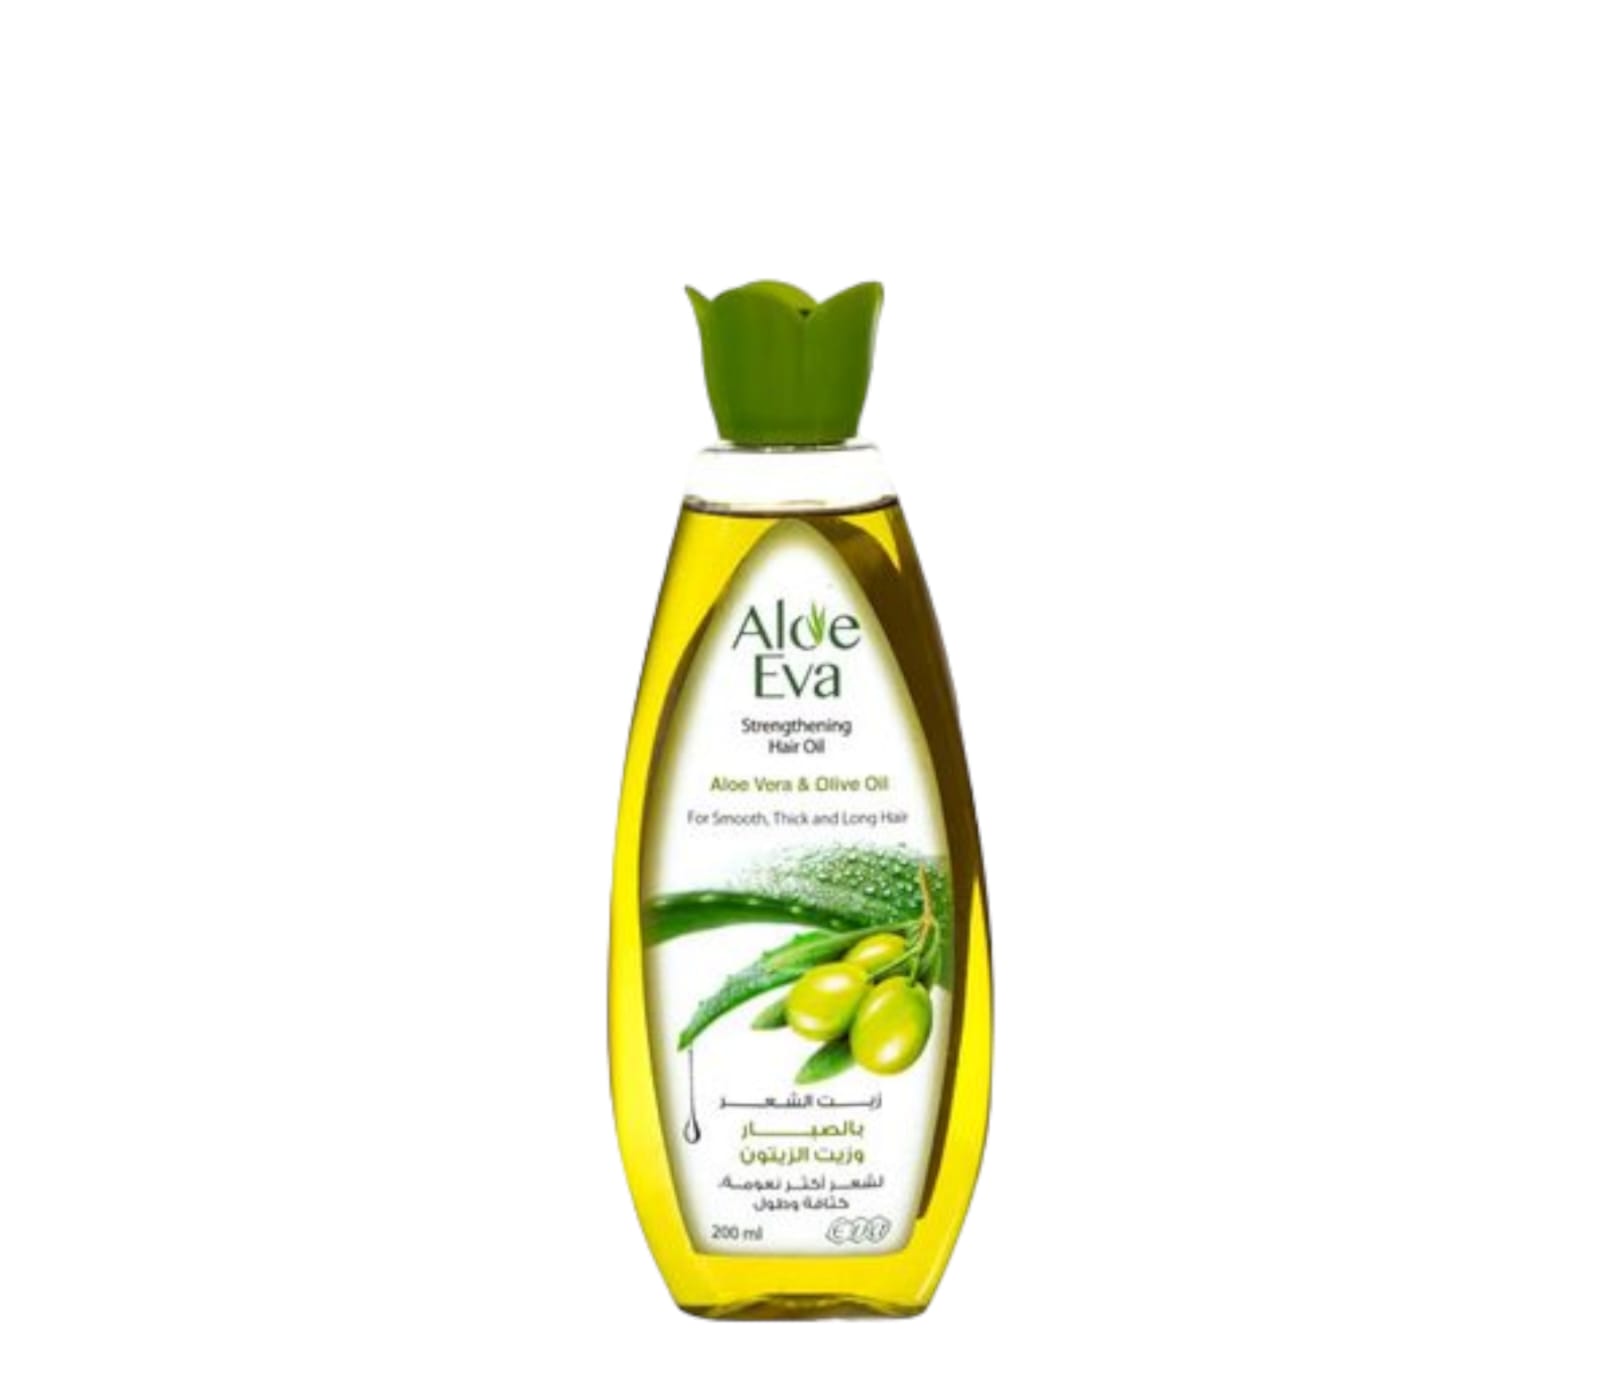 Aloe
Eva
Strengthening
Hair Oil
Aloe Vera & Olive Oil
For Smooth, Thick and Long Hair
زيت الشعر
بالصبار
وزيت الزيتون
لشعر أكثر نعومة،
كثافة وطول
200 ml
EVA